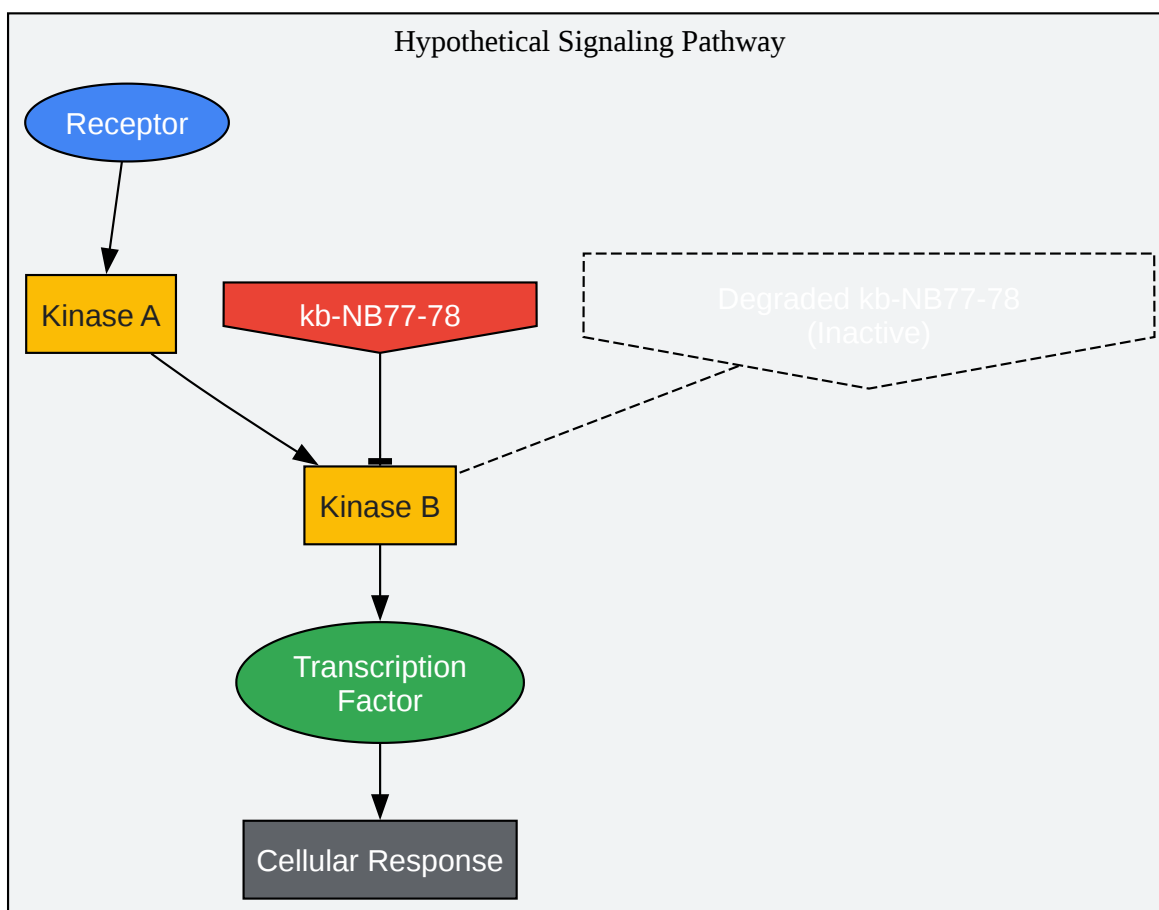 Hypothetical Signaling Pathway
Receptor
Kinase A
kb-NB77-78
Degraded kb-NB77-78
(Inactive)
Kinase B
Transcription
Factor
Cellular Response